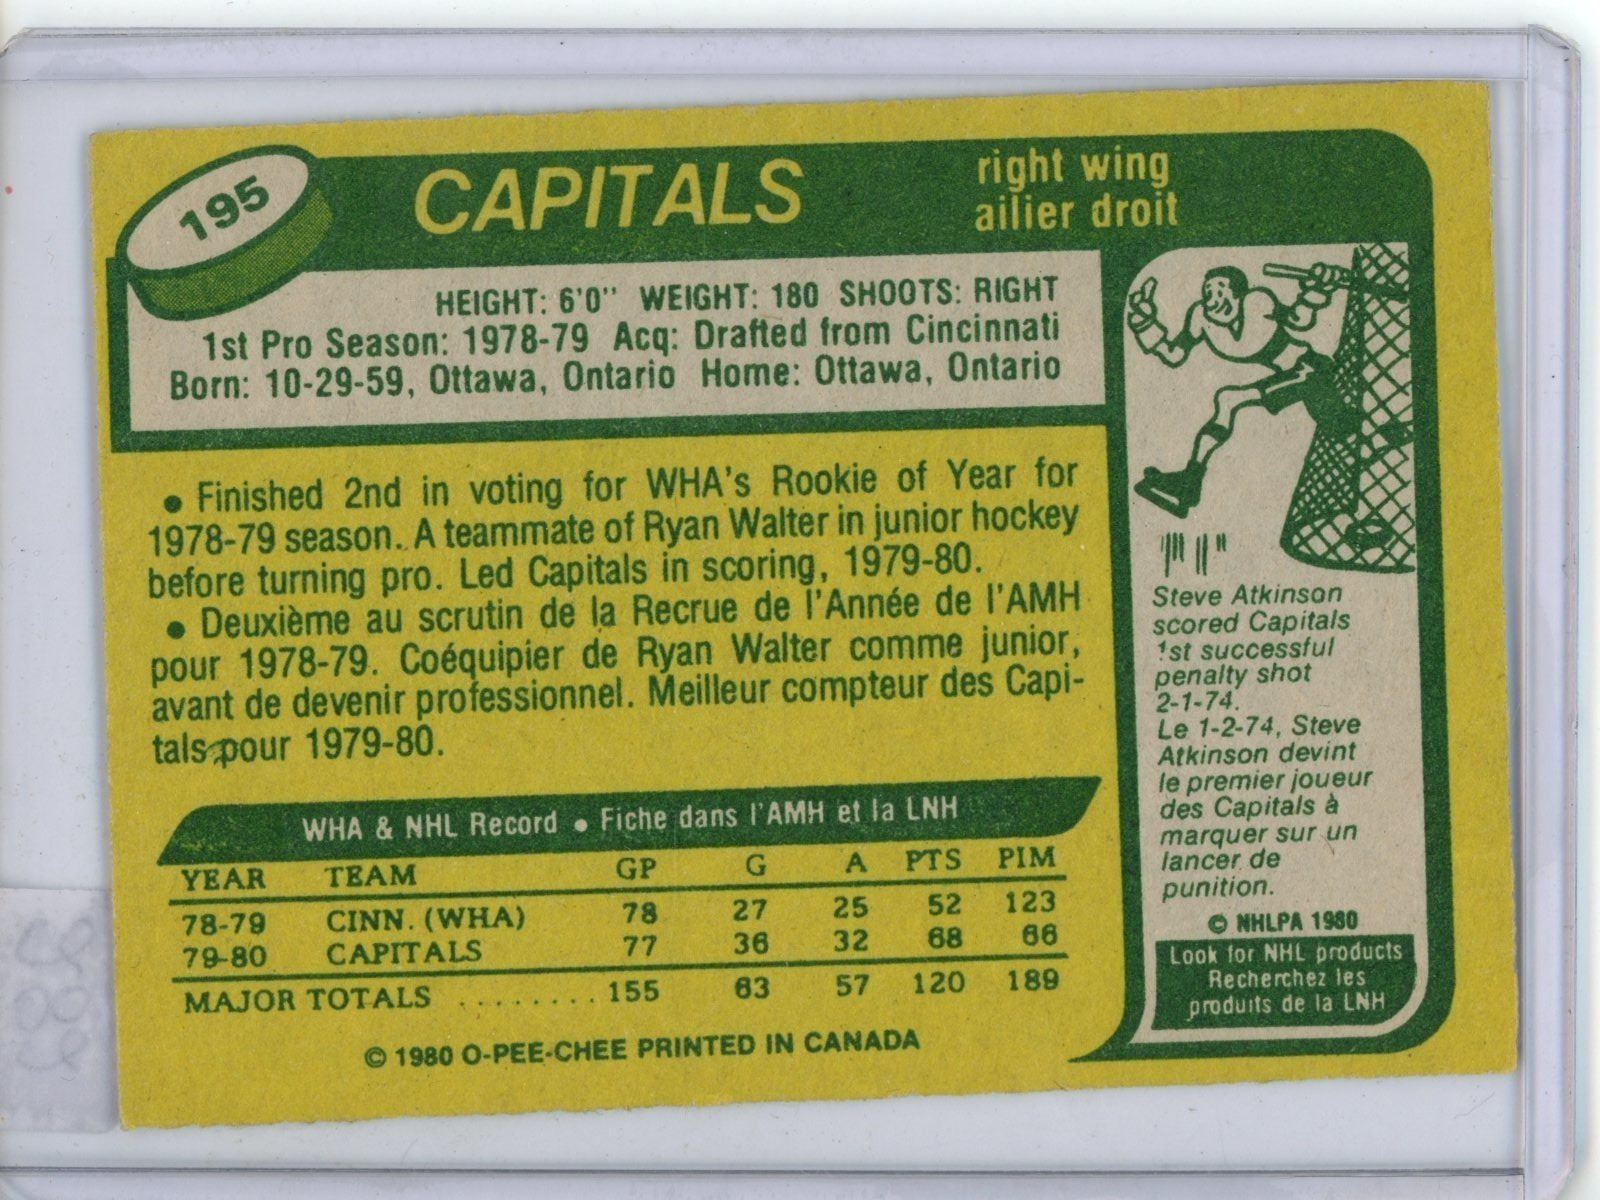 195
CAPITALS
right wing
ailier droit
HEIGHT: 6'0" WEIGHT: 180 SHOOTS: RIGHT
1st Pro Season: 1978-79 Acq: Drafted from Cincinnati
Born: 10-29-59, Ottawa, Ontario Home: Ottawa, Ontario
• Finished 2nd in voting for WHA's Rookie of Year for
1978-79 season. A teammate of Ryan Walter in junior hockey
before turning pro. Led Capitals in scoring, 1979-80.
• Deuxième au scrutin de la Recrue de l'Année de l'AMH
pour 1978-79. Coéquipier de Ryan Walter comme junior,
avant de devenir professionnel. Meilleur compteur des Capi-
tals pour 1979-80.
WHA & NHL Record • Fiche dans l'AMH et la LNH
YEAR TEAM GP G A PTS PIM
78-79 CINN. (WHA) 78 27 25 52 123
79-80 CAPITALS 77 36 32 68 66
MAJOR TOTALS ......... 155 63 57 120 189
© 1980 O-PEE-CHEE PRINTED IN CANADA
Steve Atkinson
scored Capitals
1st successful
penalty shot
2-1-74.
Le 1-2-74, Steve
Atkinson devint
le premier joueur
des Capitals à
marquer sur un
lancer de
punition.
© NHLPA 1980
Look for NHL products
Recherchez les
produits de la LNH